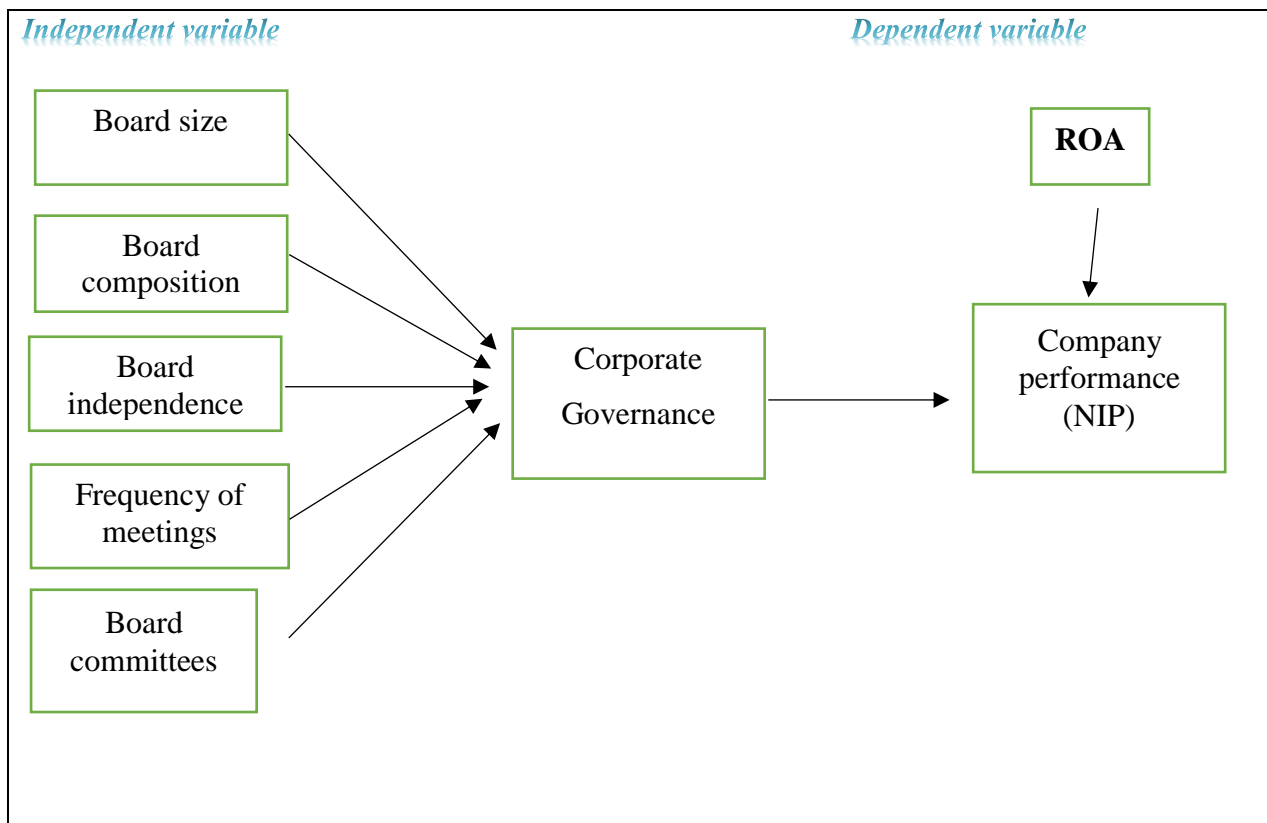 Independent variable
Dependent variable
Board size
Board
composition
Board
independence
Frequency of
meetings
Board
committees
Corporate
Governance
ROA
Company
performance
(NIP)